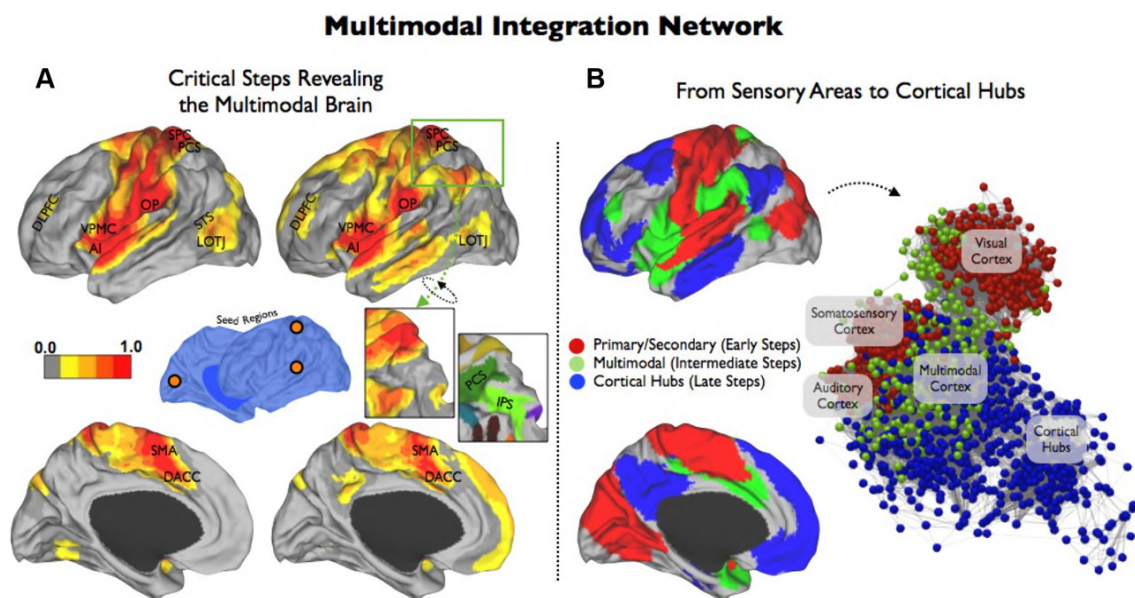 Multimodal Integration Network
A
Critical Steps Revealing
the Multimodal Brain
SPC
PCS
DLPFC
OP
VPMC
AI
STS
LOTJ
SPC
PCS
DLPFC
OP
VPMC
AI
LOTJ
Seed Regions
0.0 1.0
PCS
IPS
SMA
DACC
SMA
DACC
B
From Sensory Areas to Cortical Hubs
Primary/Secondary (Early Steps)
Multimodal (Intermediate Steps)
Cortical Hubs (Late Steps)
Visual
Cortex
Somatosensory
Cortex
Multimodal
Cortex
Auditory
Cortex
Cortical
Hubs